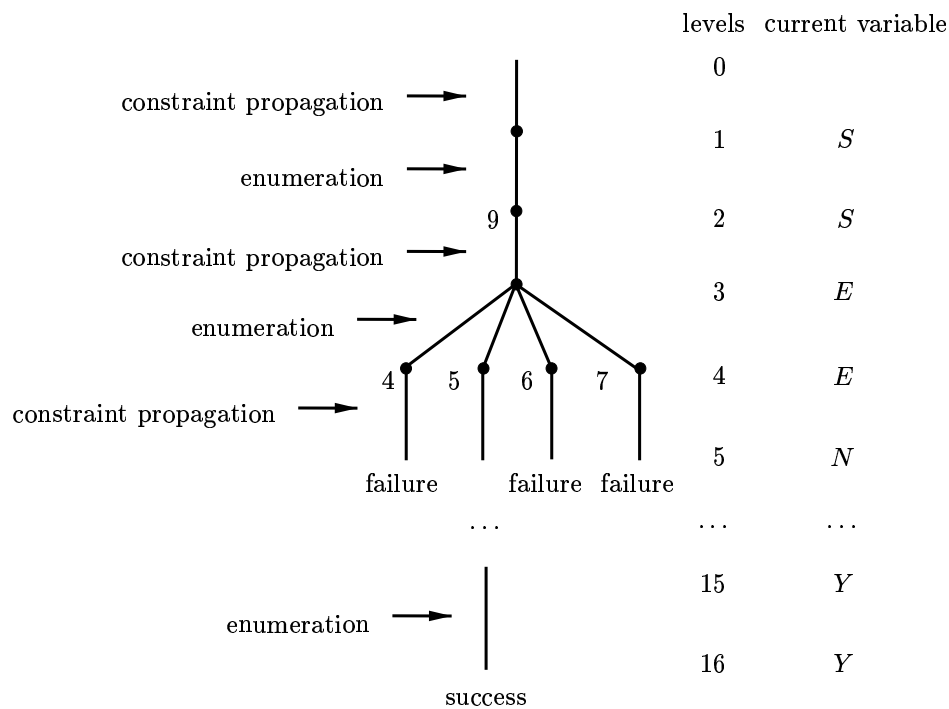 levels current variable
0
constraint propagation
1 S
enumeration
9 2 S
constraint propagation
3 E
enumeration
4 5 6 7 4 E
constraint propagation
5 N
failure failure failure
... ... ...
15 Y
enumeration
16 Y
success